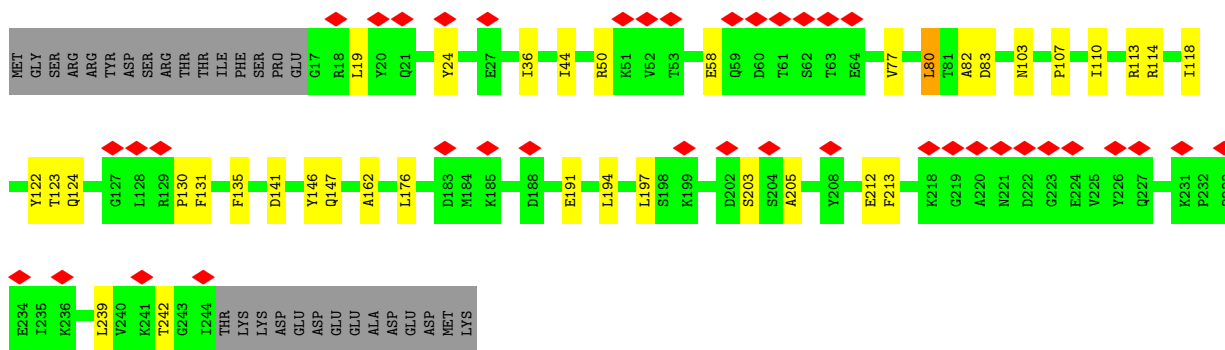 MET GLY SER ARG ARG TYR ASP SER ARG THR THR ILE PHE SER PRO GLU G17 R18 L19 Y20 Q21 Y24 E27 I36 I44 R50 K51 V52 T53 E58 Q59 D60 T61 S62 T63 E64 V77 L80 T81 A82 D83 N103 P107 I110 R113 R114 I118
Y122 T123 Q124 G127 L128 R129 P130 F131 F135 D141 Y146 Q147 A162 L176 D183 M184 K185 D188 E191 L194 L197 S198 K199 D202 S203 S204 A205 Y208 E212 F213 K218 G219 A220 N221 D222 G223 E224 V225 Y226 Q227 K231 P232
E234 I235 K236 L239 V240 K241 T242 G243 I244 THR LYS LYS ASP GLU ASP GLU GLU ALA ASP GLU ASP MET LYS